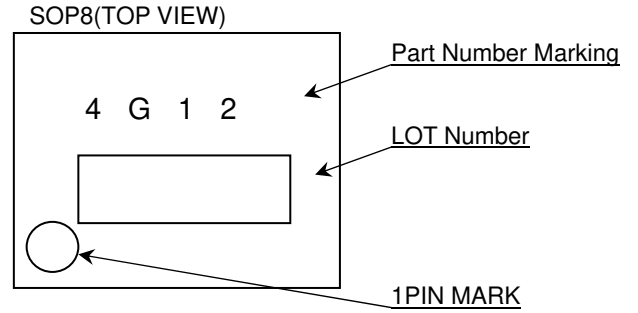 SOP8(TOP VIEW)
Part Number Marking
4 G 1 2
LOT Number
1PIN MARK